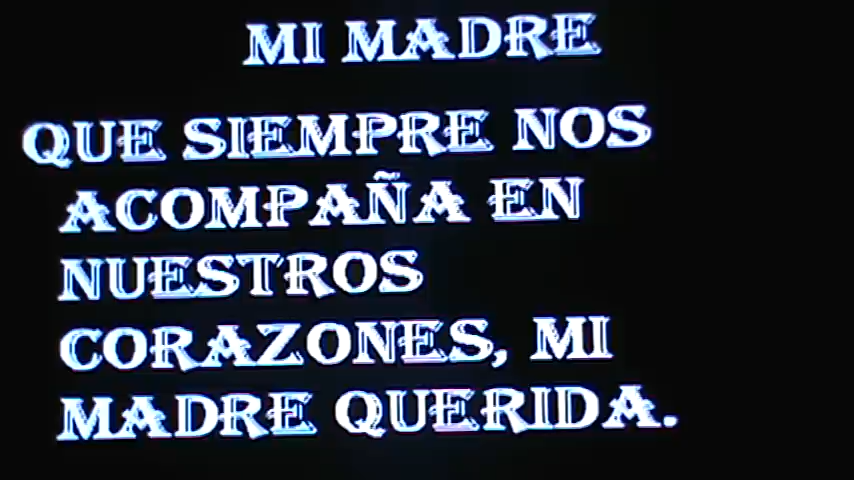 MI MADRE
QUE SIEMPRE NOS
ACOMPAÑA EN
NUESTROS
CORAZONES, MI
MADRE QUERIDA.